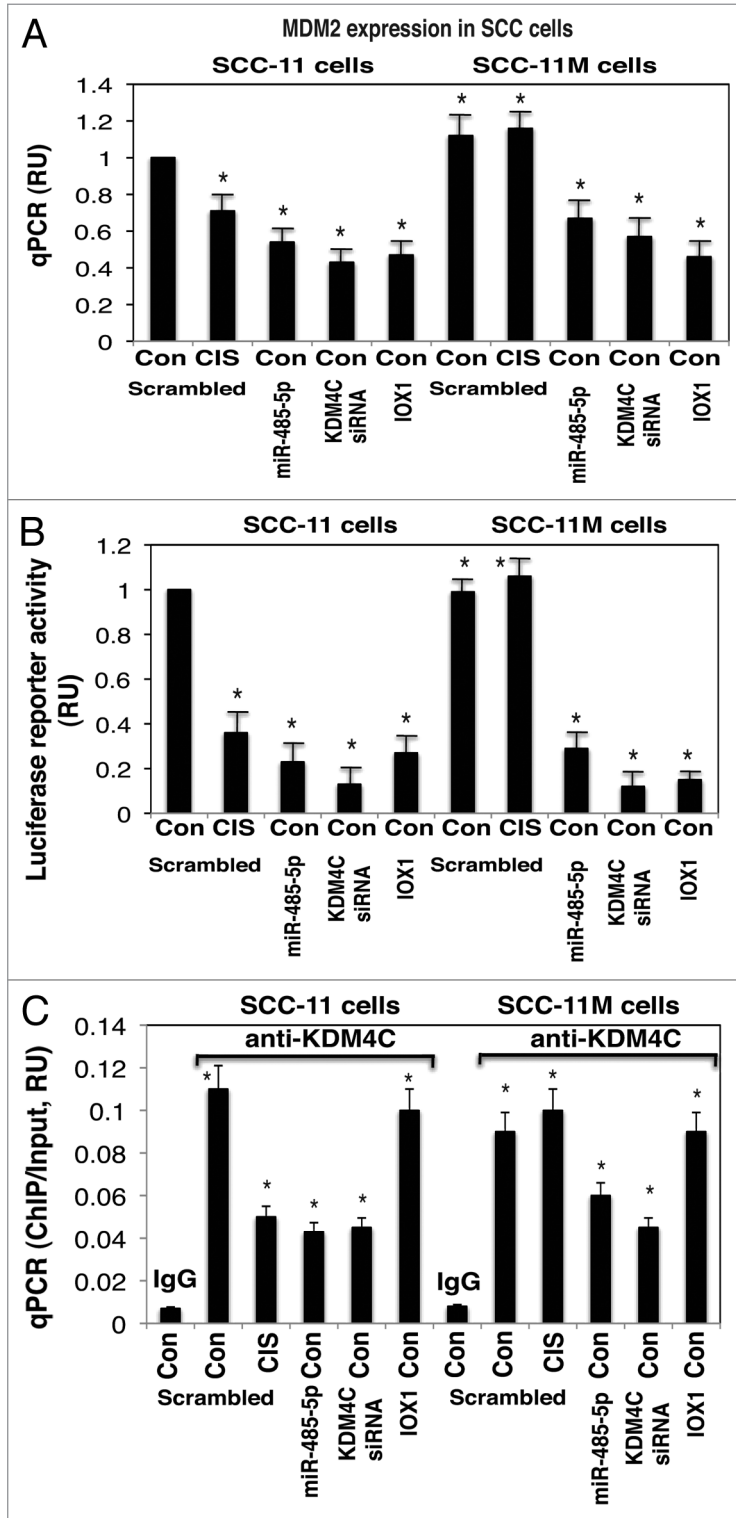 A
MDM2 expression in SCC cells
SCC-11 cells SCC-11M cells
qPCR (RU)
1.4
1.2
1
0.8
0.6
0.4
0.2
0
* * * * * * * * *
Con CIS Con Con Con Con CIS Con Con Con
Scrambled miR-485-5p KDM4C siRNA IOX1 Scrambled miR-485-5p KDM4C siRNA IOX1
B
SCC-11 cells SCC-11M cells
Luciferase reporter activity
(RU)
1.2
1
0.8
0.6
0.4
0.2
0
* * * * * * * * *
Con CIS Con Con Con Con CIS Con Con Con
Scrambled miR-485-5p KDM4C siRNA IOX1 Scrambled miR-485-5p KDM4C siRNA IOX1
C
SCC-11 cells SCC-11M cells
anti-KDM4C anti-KDM4C
qPCR (ChIP/Input, RU)
0.14
0.12
0.1
0.08
0.06
0.04
0.02
0
* * * * * * * * * *
IgG IgG
Con Con CIS Con Con Con Con Con CIS Con Con Con
Scrambled miR-485-5p KDM4C siRNA IOX1 Scrambled miR-485-5p KDM4C siRNA IOX1